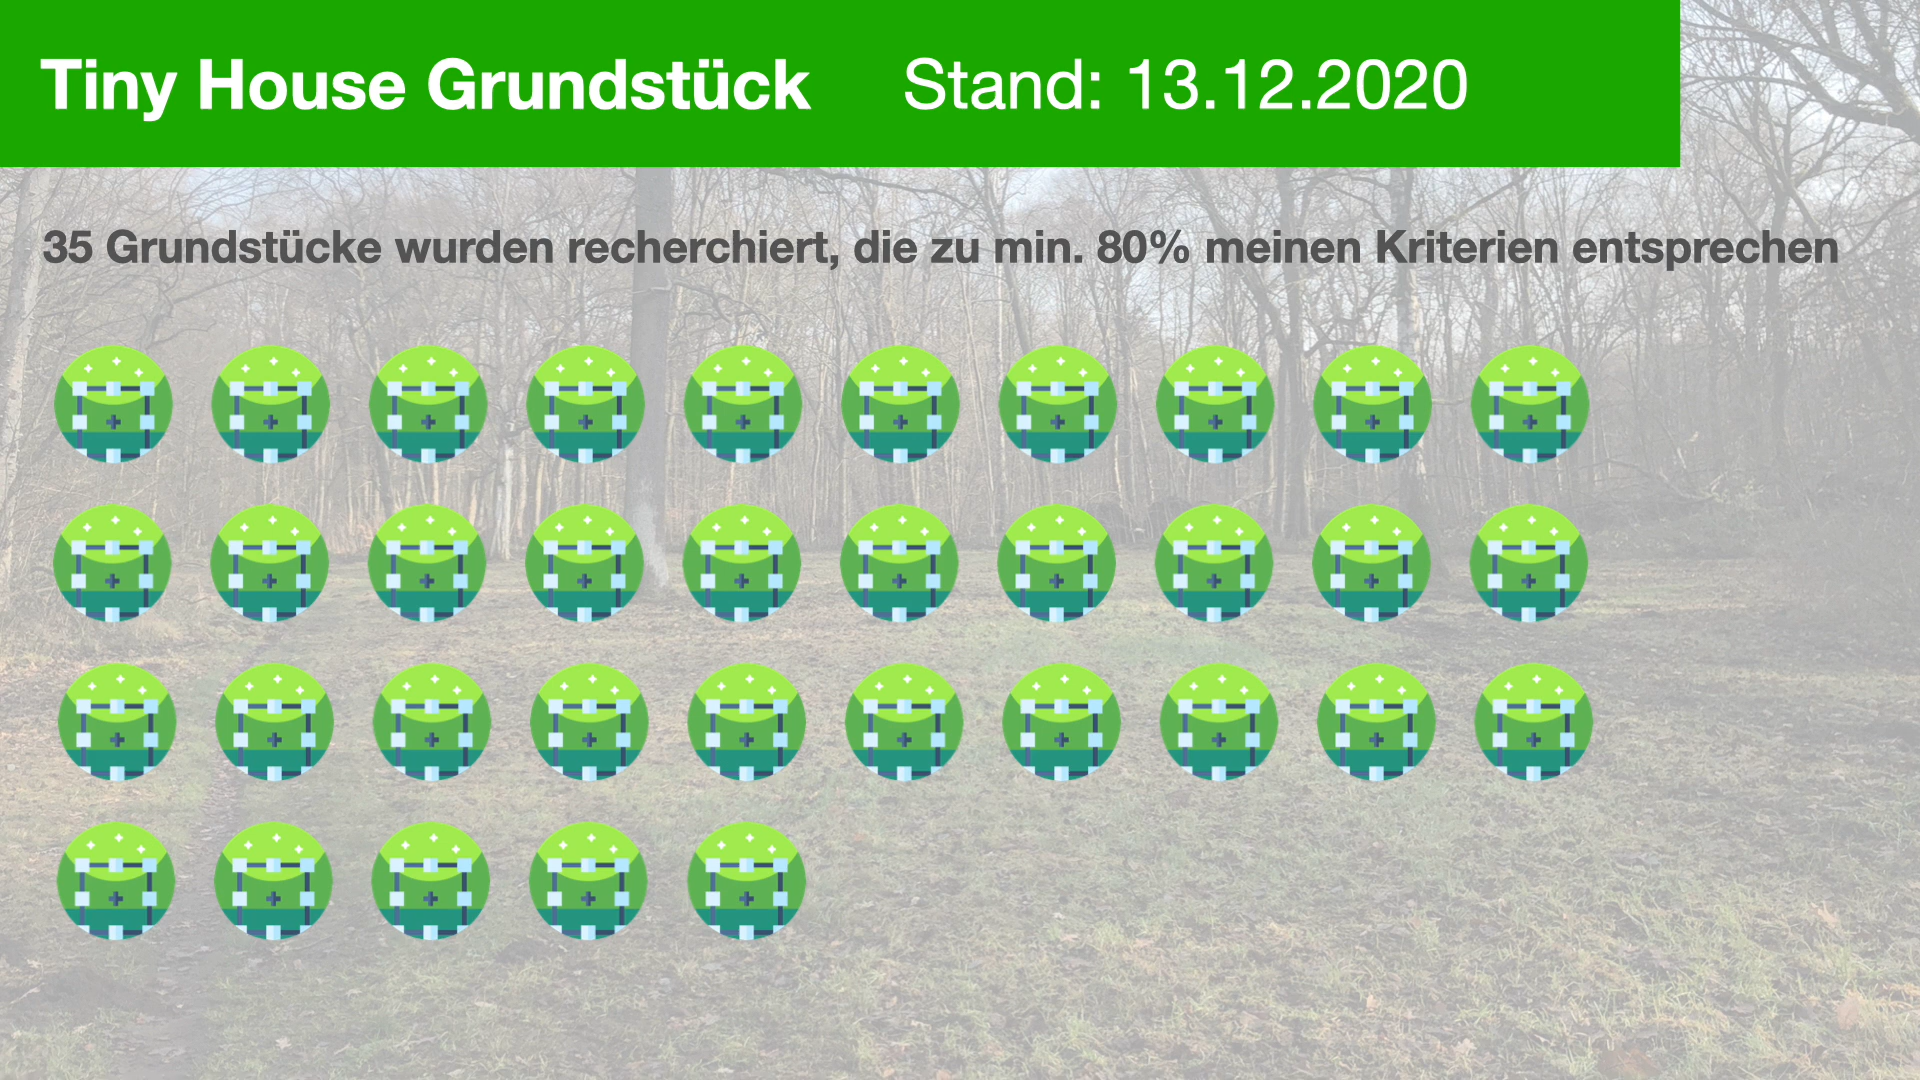 Tiny House Grundstück Stand: 13.12.2020
35 Grundstücke wurden recherchiert, die zu min. 80% meinen Kriterien entsprechen